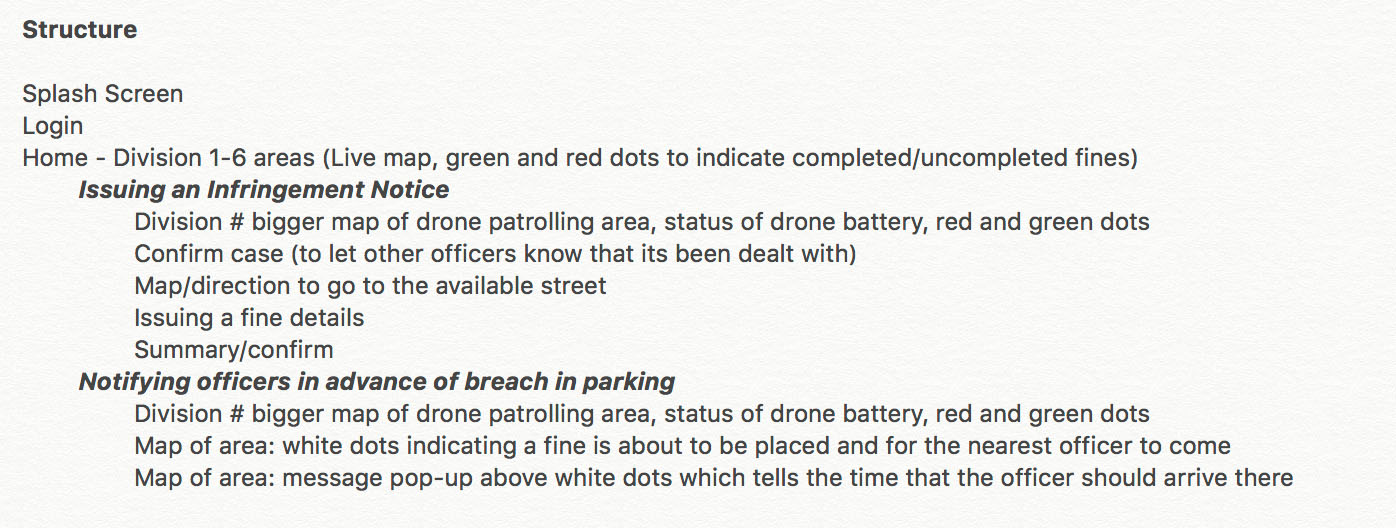 Structure
Splash Screen
Login
Home - Division 1-6 areas (Live map, green and red dots to indicate completed/uncompleted fines)
Issuing an Infringement Notice
Division # bigger map of drone patrolling area, status of drone battery, red and green dots
Confirm case (to let other officers know that its been dealt with)
Map/direction to go to the available street
Issuing a fine details
Summary/confirm
Notifying officers in advance of breach in parking
Division # bigger map of drone patrolling area, status of drone battery, red and green dots
Map of area: white dots indicating a fine is about to be placed and for the nearest officer to come
Map of area: message pop-up above white dots which tells the time that the officer should arrive there